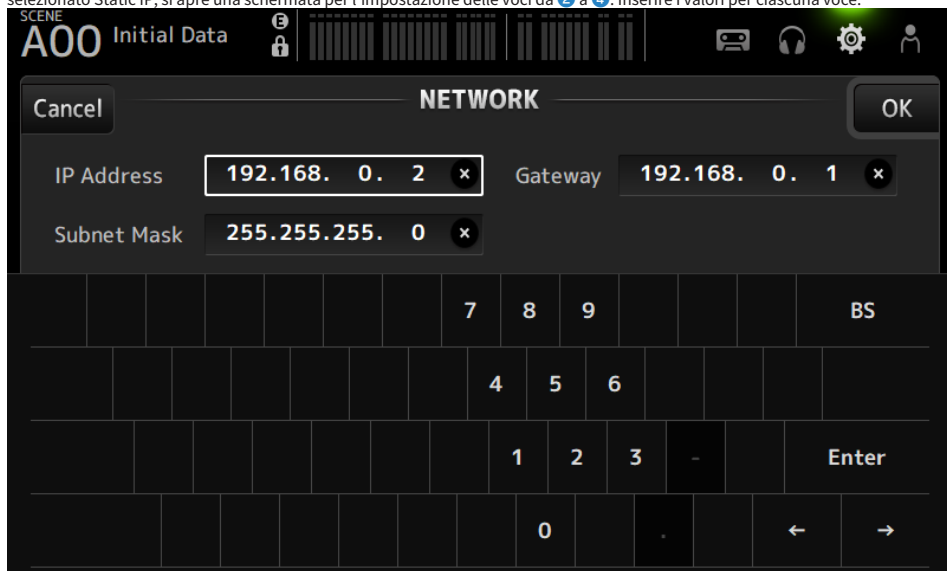 selezionato Static IP, si apre una schermata per l'impostazione delle voci da 2 a 4. Inserire i valori per ciascuna voce.
SCENE
A00 Initial Data E
Cancel NETWORK OK
IP Address 192.168. 0. 2 × Gateway 192.168. 0. 1 ×
Subnet Mask 255.255.255. 0 ×
7 8 9 BS
4 5 6
1 2 3 - Enter
0 . ← →